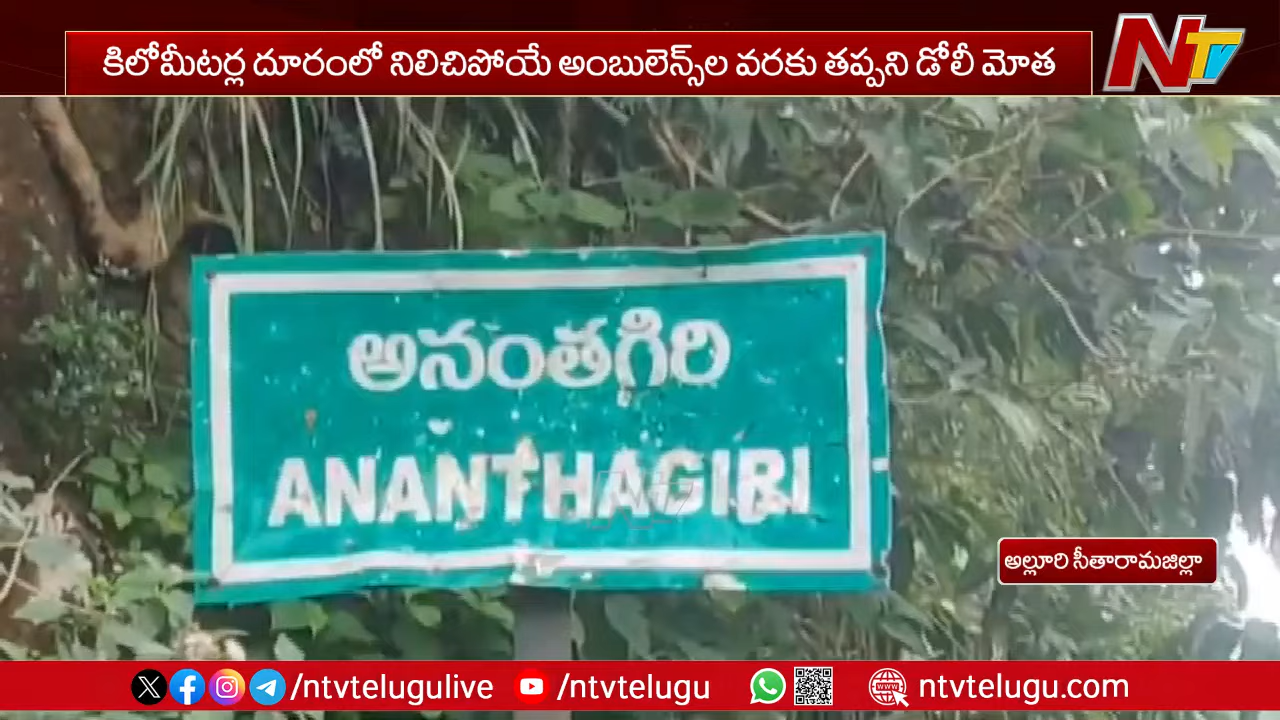 కిలోమీటర్ల దూరంలో నిలిచిపోయే అంబులెన్స్‌ల వరకు తప్పని డోలీ మోత
NTV
అనంతగిరి
ANANTHAGIRI
అల్లూరి సీతారామజిల్లా
/ntvtelugulive
/ntvtelugu
ntvtelugu.com